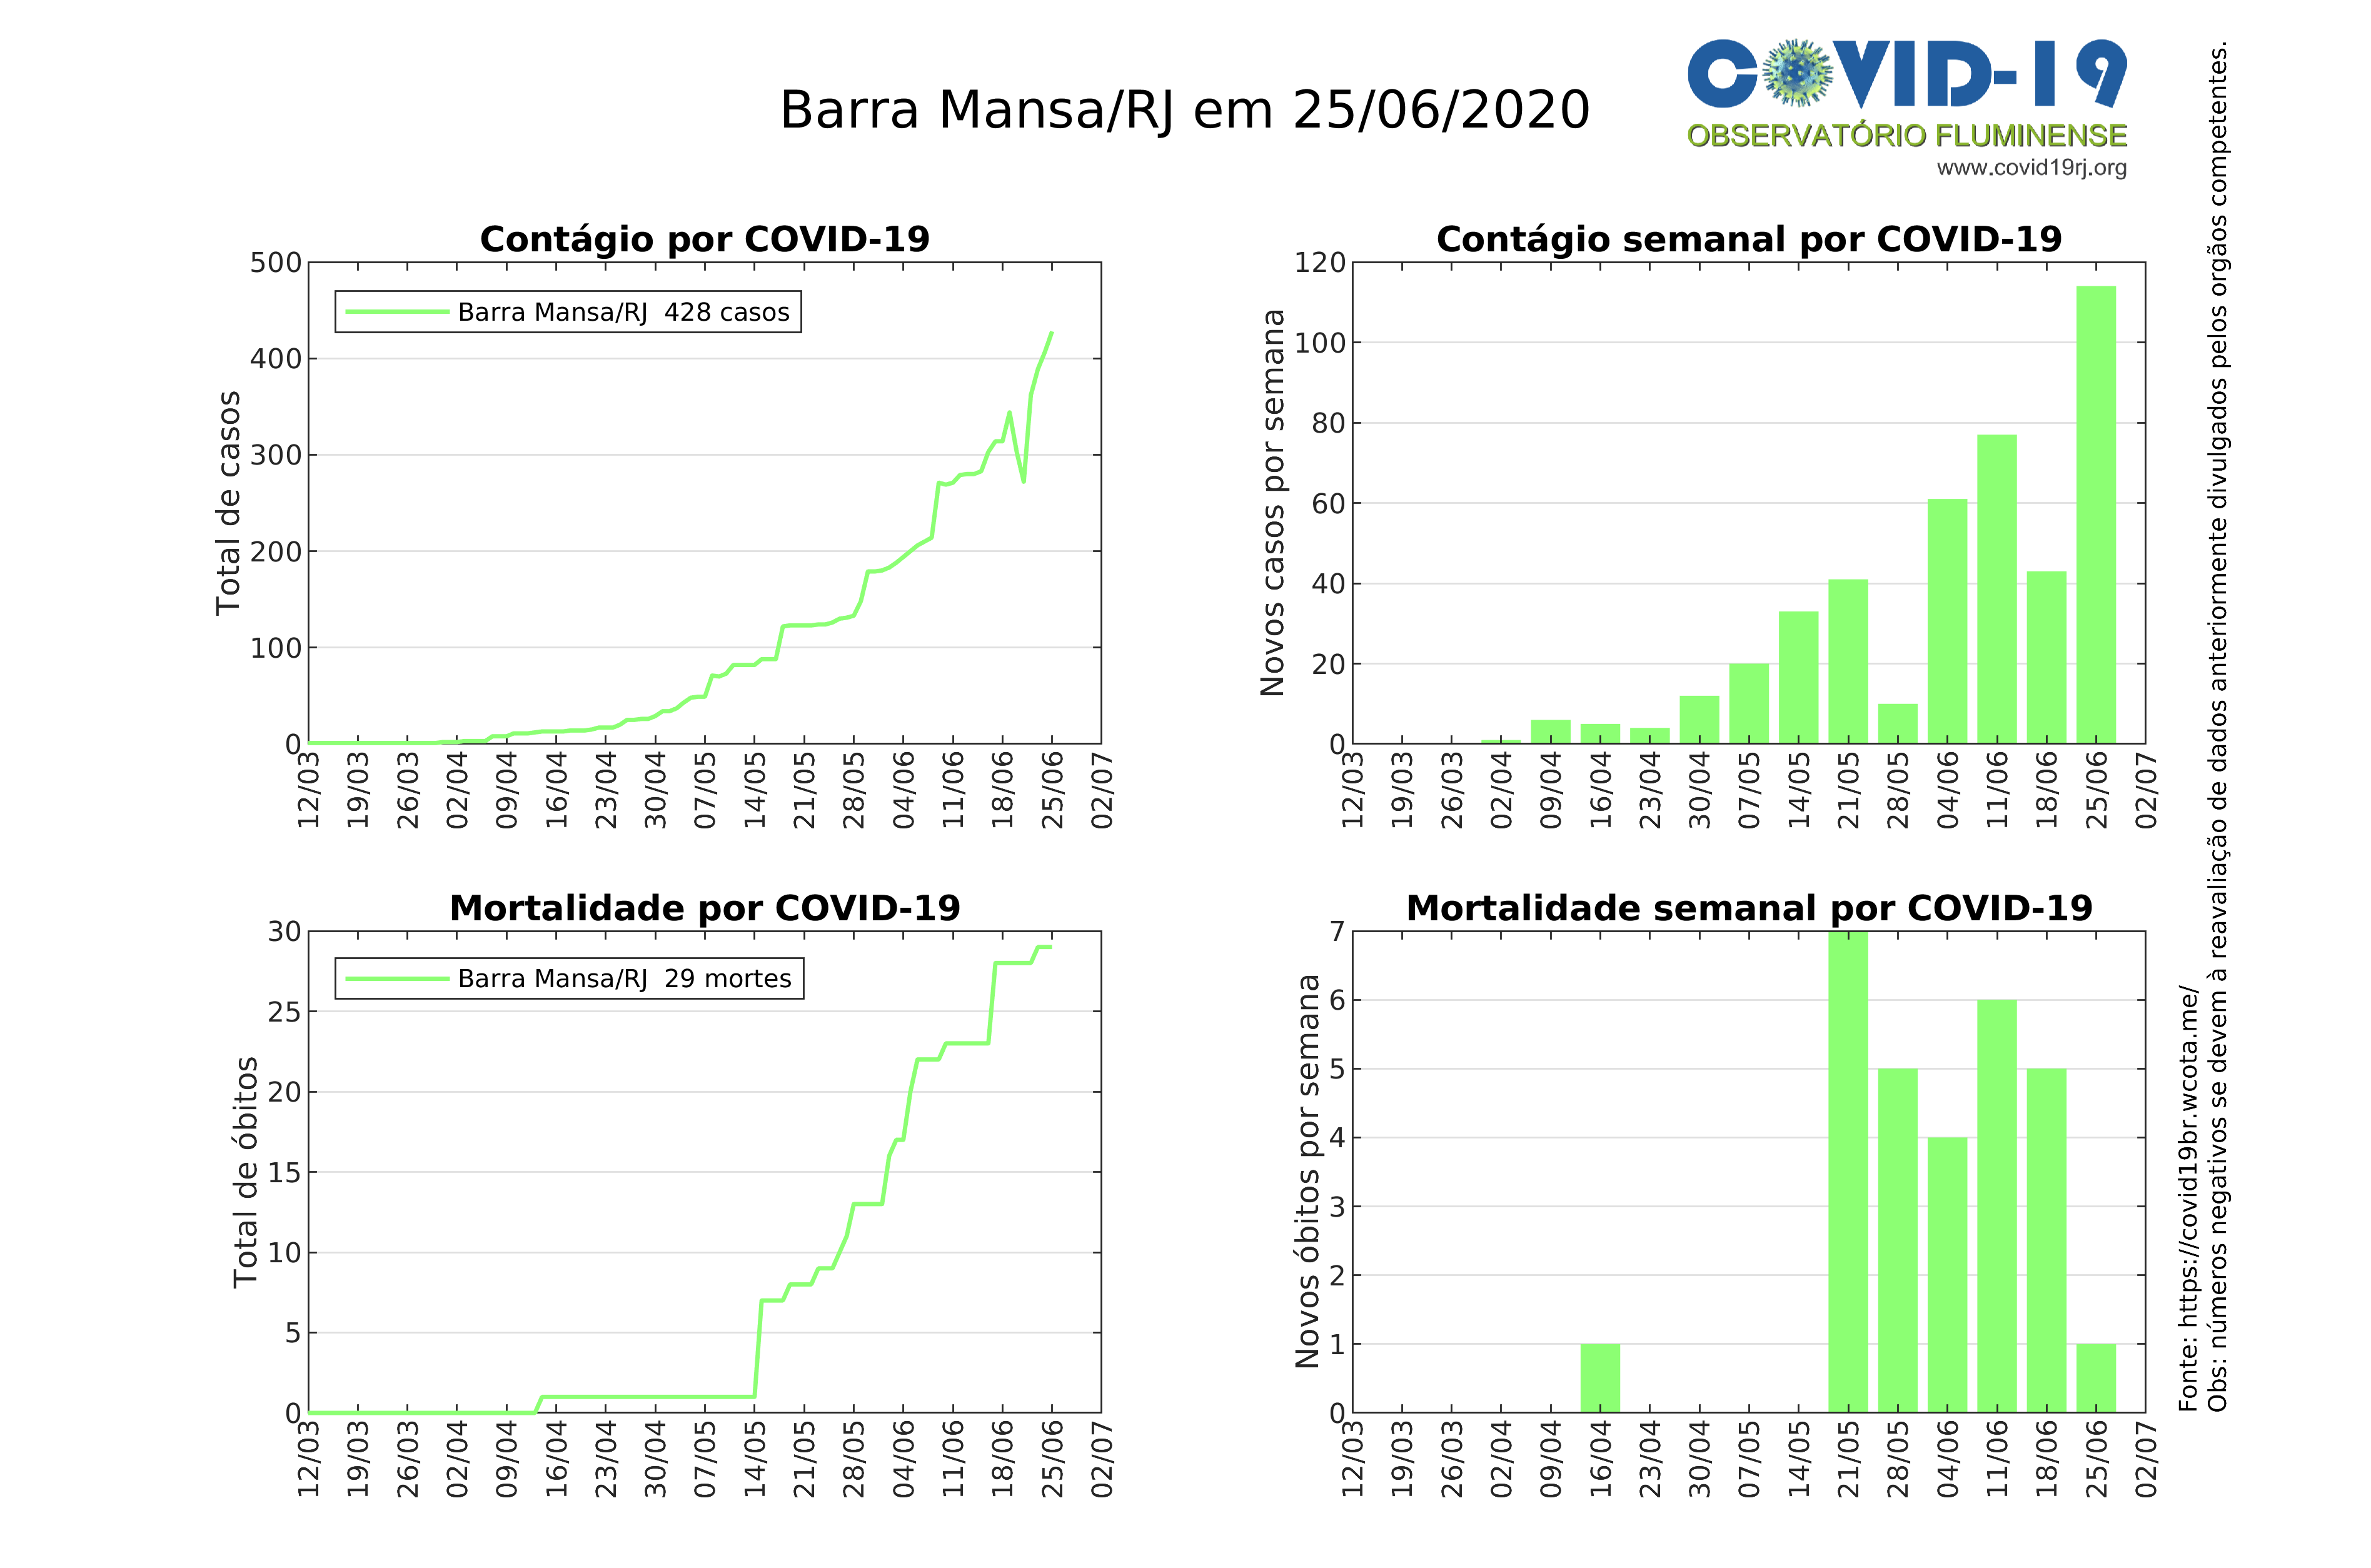 Barra Mansa/RJ em 25/06/2020
COVID-19
OBSERVATÓRIO FLUMINENSE
www.covid19rj.org
Contágio por COVID-19
Total de casos
500
400
300
200
100
0
Barra Mansa/RJ  428 casos
12/03 19/03 26/03 02/04 09/04 16/04 23/04 30/04 07/05 14/05 21/05 28/05 04/06 11/06 18/06 25/06 02/07
Contágio semanal por COVID-19
Novos casos por semana
120
100
80
60
40
20
0
12/03 19/03 26/03 02/04 09/04 16/04 23/04 30/04 07/05 14/05 21/05 28/05 04/06 11/06 18/06 25/06 02/07
Mortalidade por COVID-19
Total de óbitos
30
25
20
15
10
5
0
Barra Mansa/RJ  29 mortes
12/03 19/03 26/03 02/04 09/04 16/04 23/04 30/04 07/05 14/05 21/05 28/05 04/06 11/06 18/06 25/06 02/07
Mortalidade semanal por COVID-19
Novos óbitos por semana
7
6
5
4
3
2
1
0
12/03 19/03 26/03 02/04 09/04 16/04 23/04 30/04 07/05 14/05 21/05 28/05 04/06 11/06 18/06 25/06 02/07
Fonte: https://covid19br.wcota.me/
Obs: números negativos se devem à reavaliação de dados anteriormente divulgados pelos orgãos competentes.